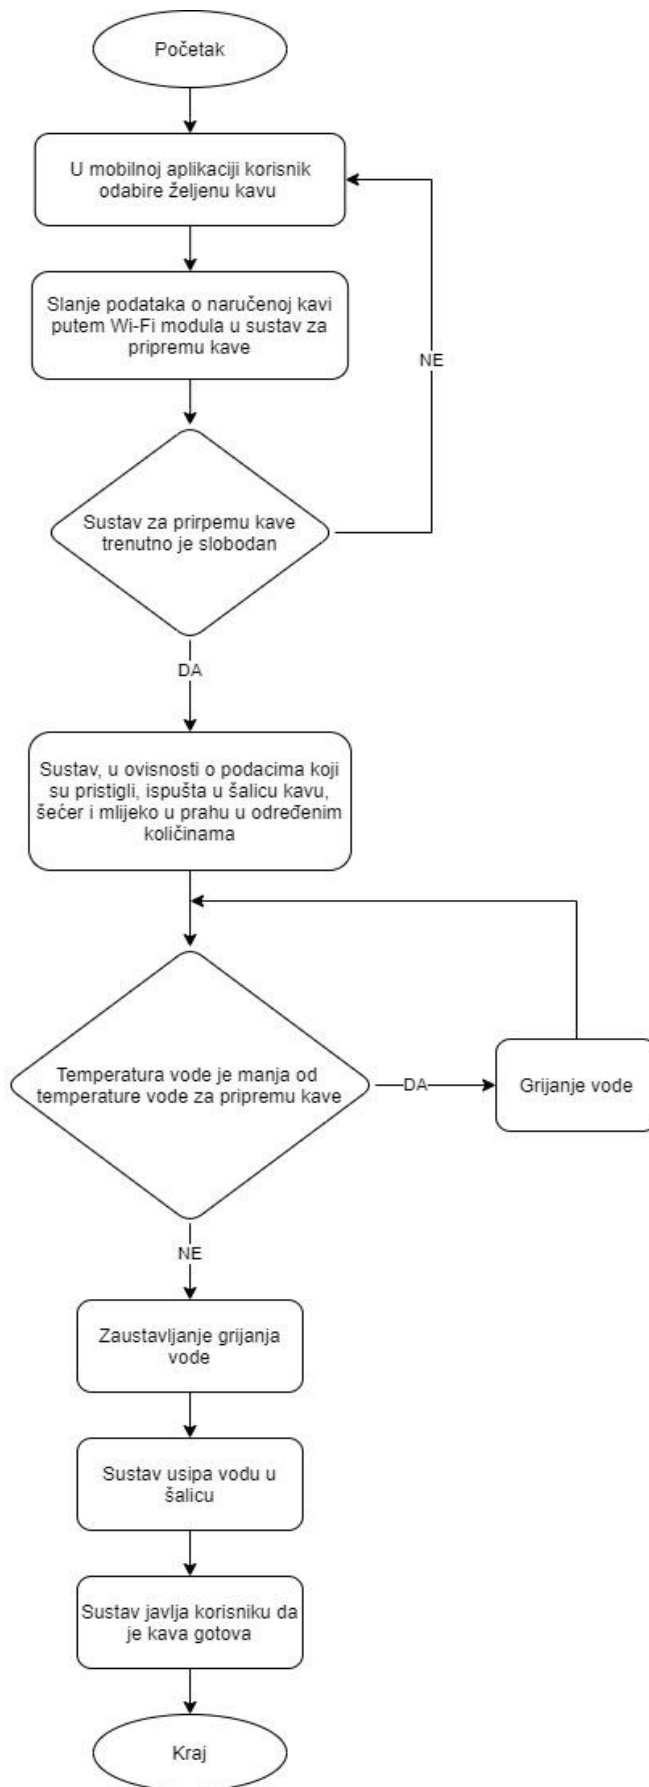 Početak
U mobilnoj aplikaciji korisnik
odabire željenu kavu
Slanje podataka o naručenoj kavi
putem Wi-Fi modula u sustav za
pripremu kave
NE
Sustav za prirpemu kave
trenutno je slobodan
DA
Sustav, u ovisnosti o podacima koji
su pristigli, ispušta u šalicu kavu,
šećer i mlijeko u prahu u određenim
količinama
Temperatura vode je manja od
temperature vode za pripremu kave
DA
Grijanje vode
NE
Zaustavljanje grijanja
vode
Sustav usipa vodu u
šalicu
Sustav javlja korisniku da
je kava gotova
Kraj